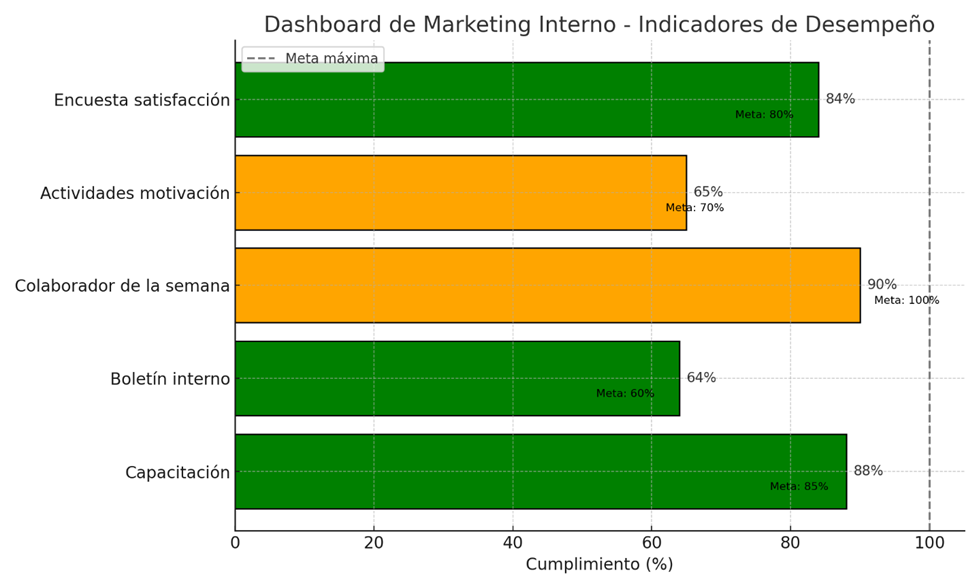 Dashboard de Marketing Interno - Indicadores de Desempeño
Meta máxima
Encuesta satisfacción
84%
Meta: 80%
Actividades motivación
65%
Meta: 70%
Colaborador de la semana
90%
Meta: 100%
Boletín interno
64%
Meta: 60%
Capacitación
88%
Meta: 85%
0 20 40 60 80 100
Cumplimiento (%)